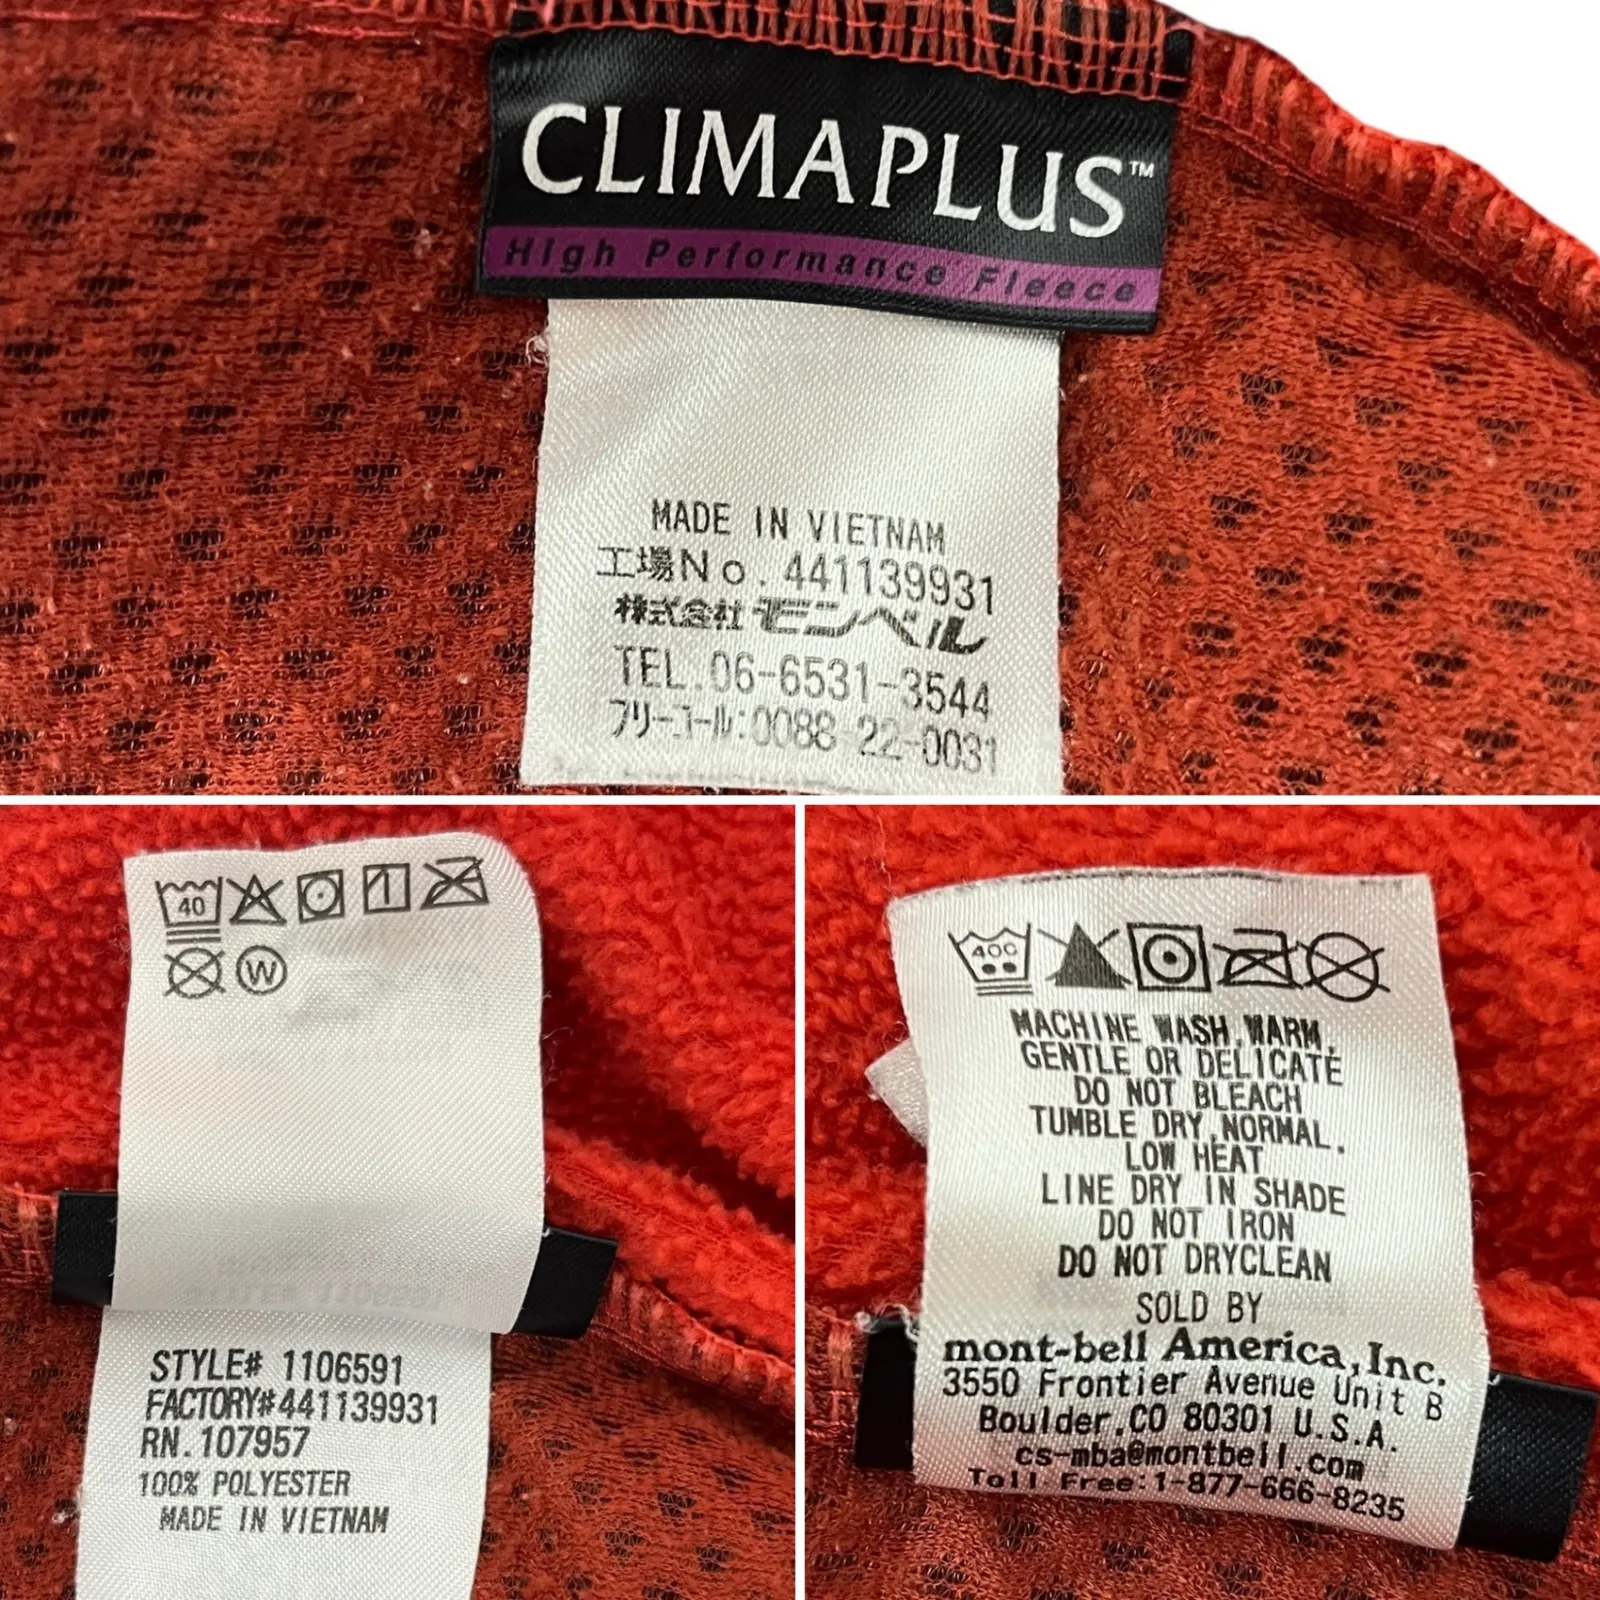 CLIMAPLUS™
High Performance Fleece
MADE IN VIETNAM
工場No. 441139931
株式会社 モンベル
TEL.06-6531-3544
フリーコール:0088-22-0031
40
1
W
STYLE# 1106591
FACTORY#441139931
RN.107957
100% POLYESTER
MADE IN VIETNAM
40C
MACHINE WASH,WARM,
GENTLE OR DELICATE
DO NOT BLEACH
TUMBLE DRY,NORMAL.
LOW HEAT
LINE DRY IN SHADE
DO NOT IRON
DO NOT DRYCLEAN
SOLD BY
mont-bell America,Inc.
3550 Frontier Avenue Unit B
Boulder,CO 80301 U.S.A.
cs-mba@montbell.com
Toll Free:1-877-666-8235